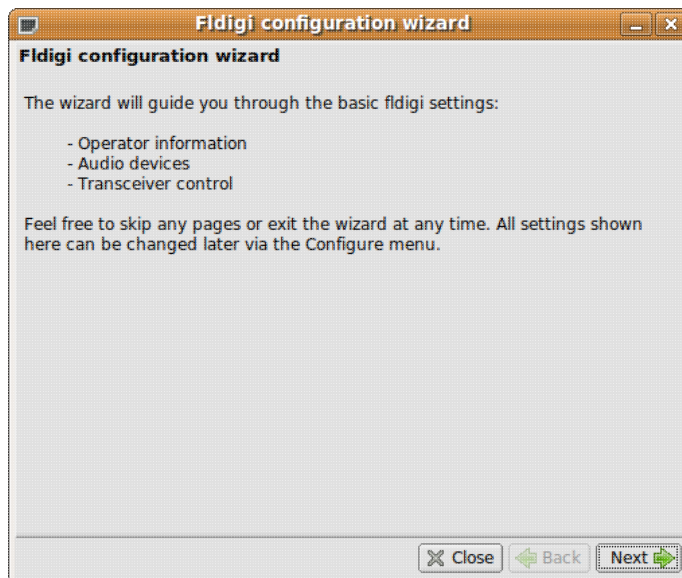 Fldigi configuration wizard
Fldigi configuration wizard
The wizard will guide you through the basic fldigi settings:
- Operator information
- Audio devices
- Transceiver control
Feel free to skip any pages or exit the wizard at any time. All settings shown
here can be changed later via the Configure menu.
Close Back Next